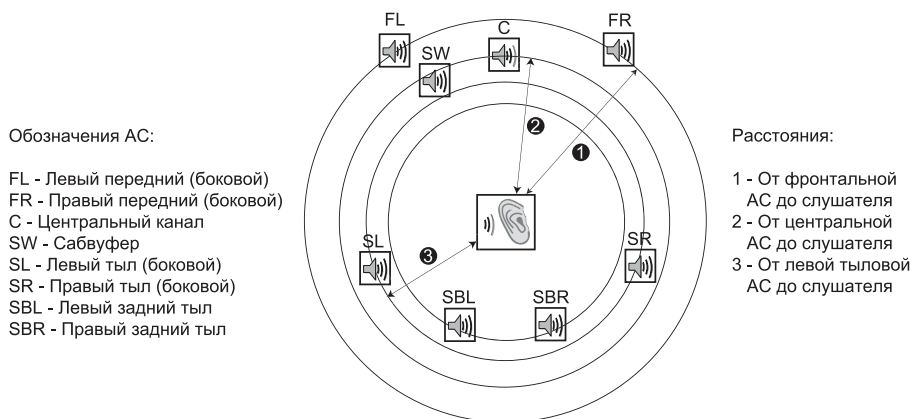 FL
FR
C
SW
Обозначения АС:
FL - Левый передний (боковой)
FR - Правый передний (боковой)
C - Центральный канал
SW - Сабвуфер
SL - Левый тыл (боковой)
SR - Правый тыл (боковой)
SBL - Левый задний тыл
SBR - Правый задний тыл
2
1
3
SL
SR
SBL
SBR
Расстояния:
1 - От фронтальной
АС до слушателя
2 - От центральной
АС до слушателя
3 - От левой тыловой
АС до слушателя